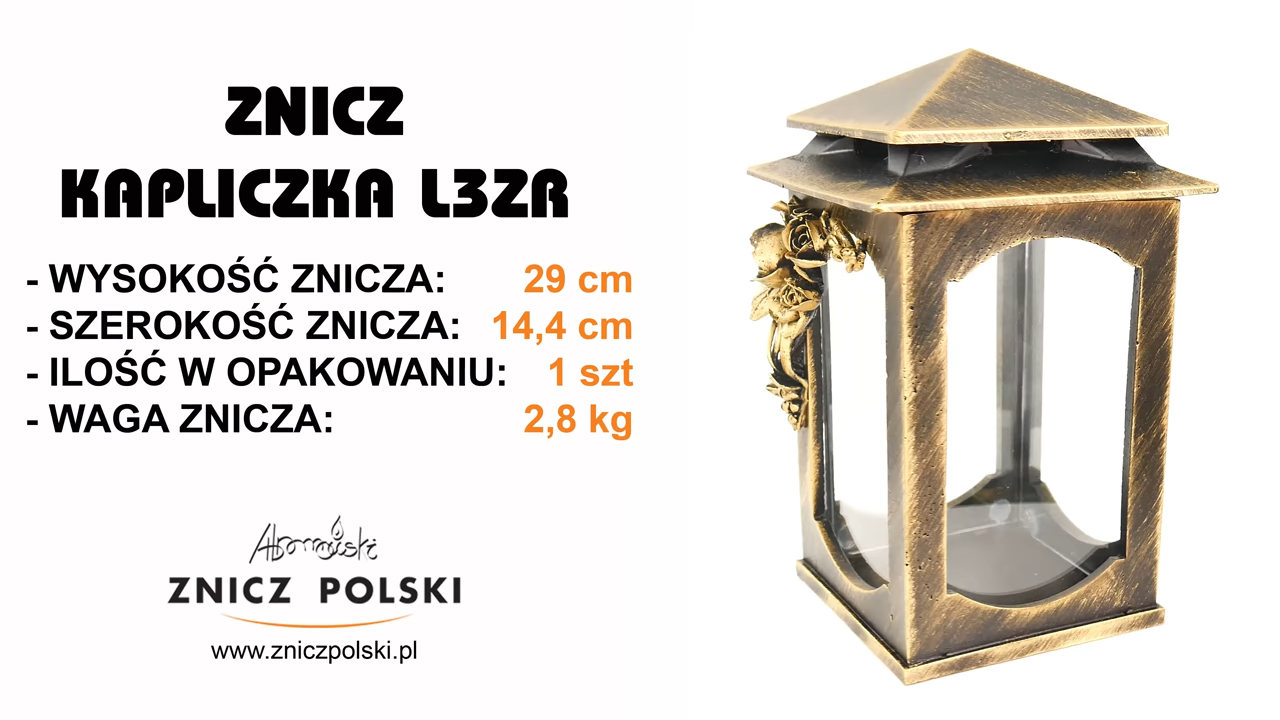 ZNICZ
KAPLICZKA L3ZR
- WYSOKOŚĆ ZNICZA: 29 cm
- SZEROKOŚĆ ZNICZA: 14,4 cm
- ILOŚĆ W OPAKOWANIU: 1 szt
- WAGA ZNICZA: 2,8 kg
ZNICZ POLSKI
www.zniczpolski.pl